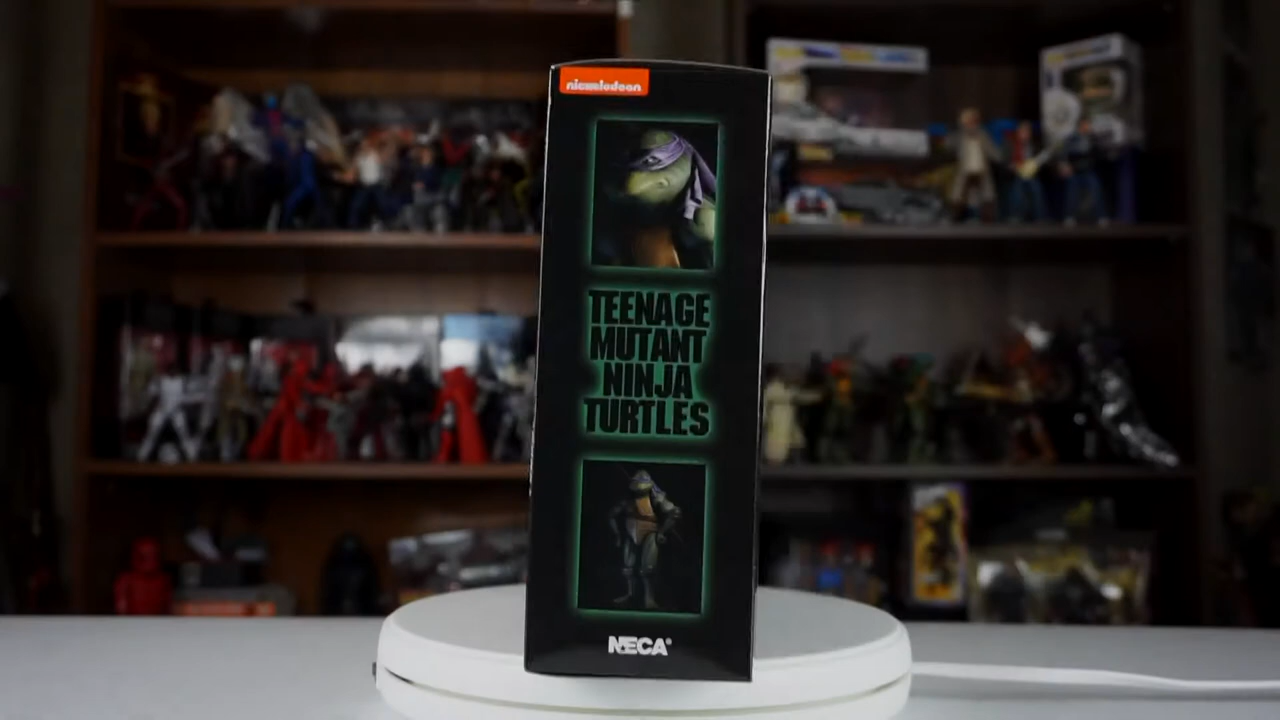 nickelodeon
TEENAGE
MUTANT
NINJA
TURTLES
NECA®